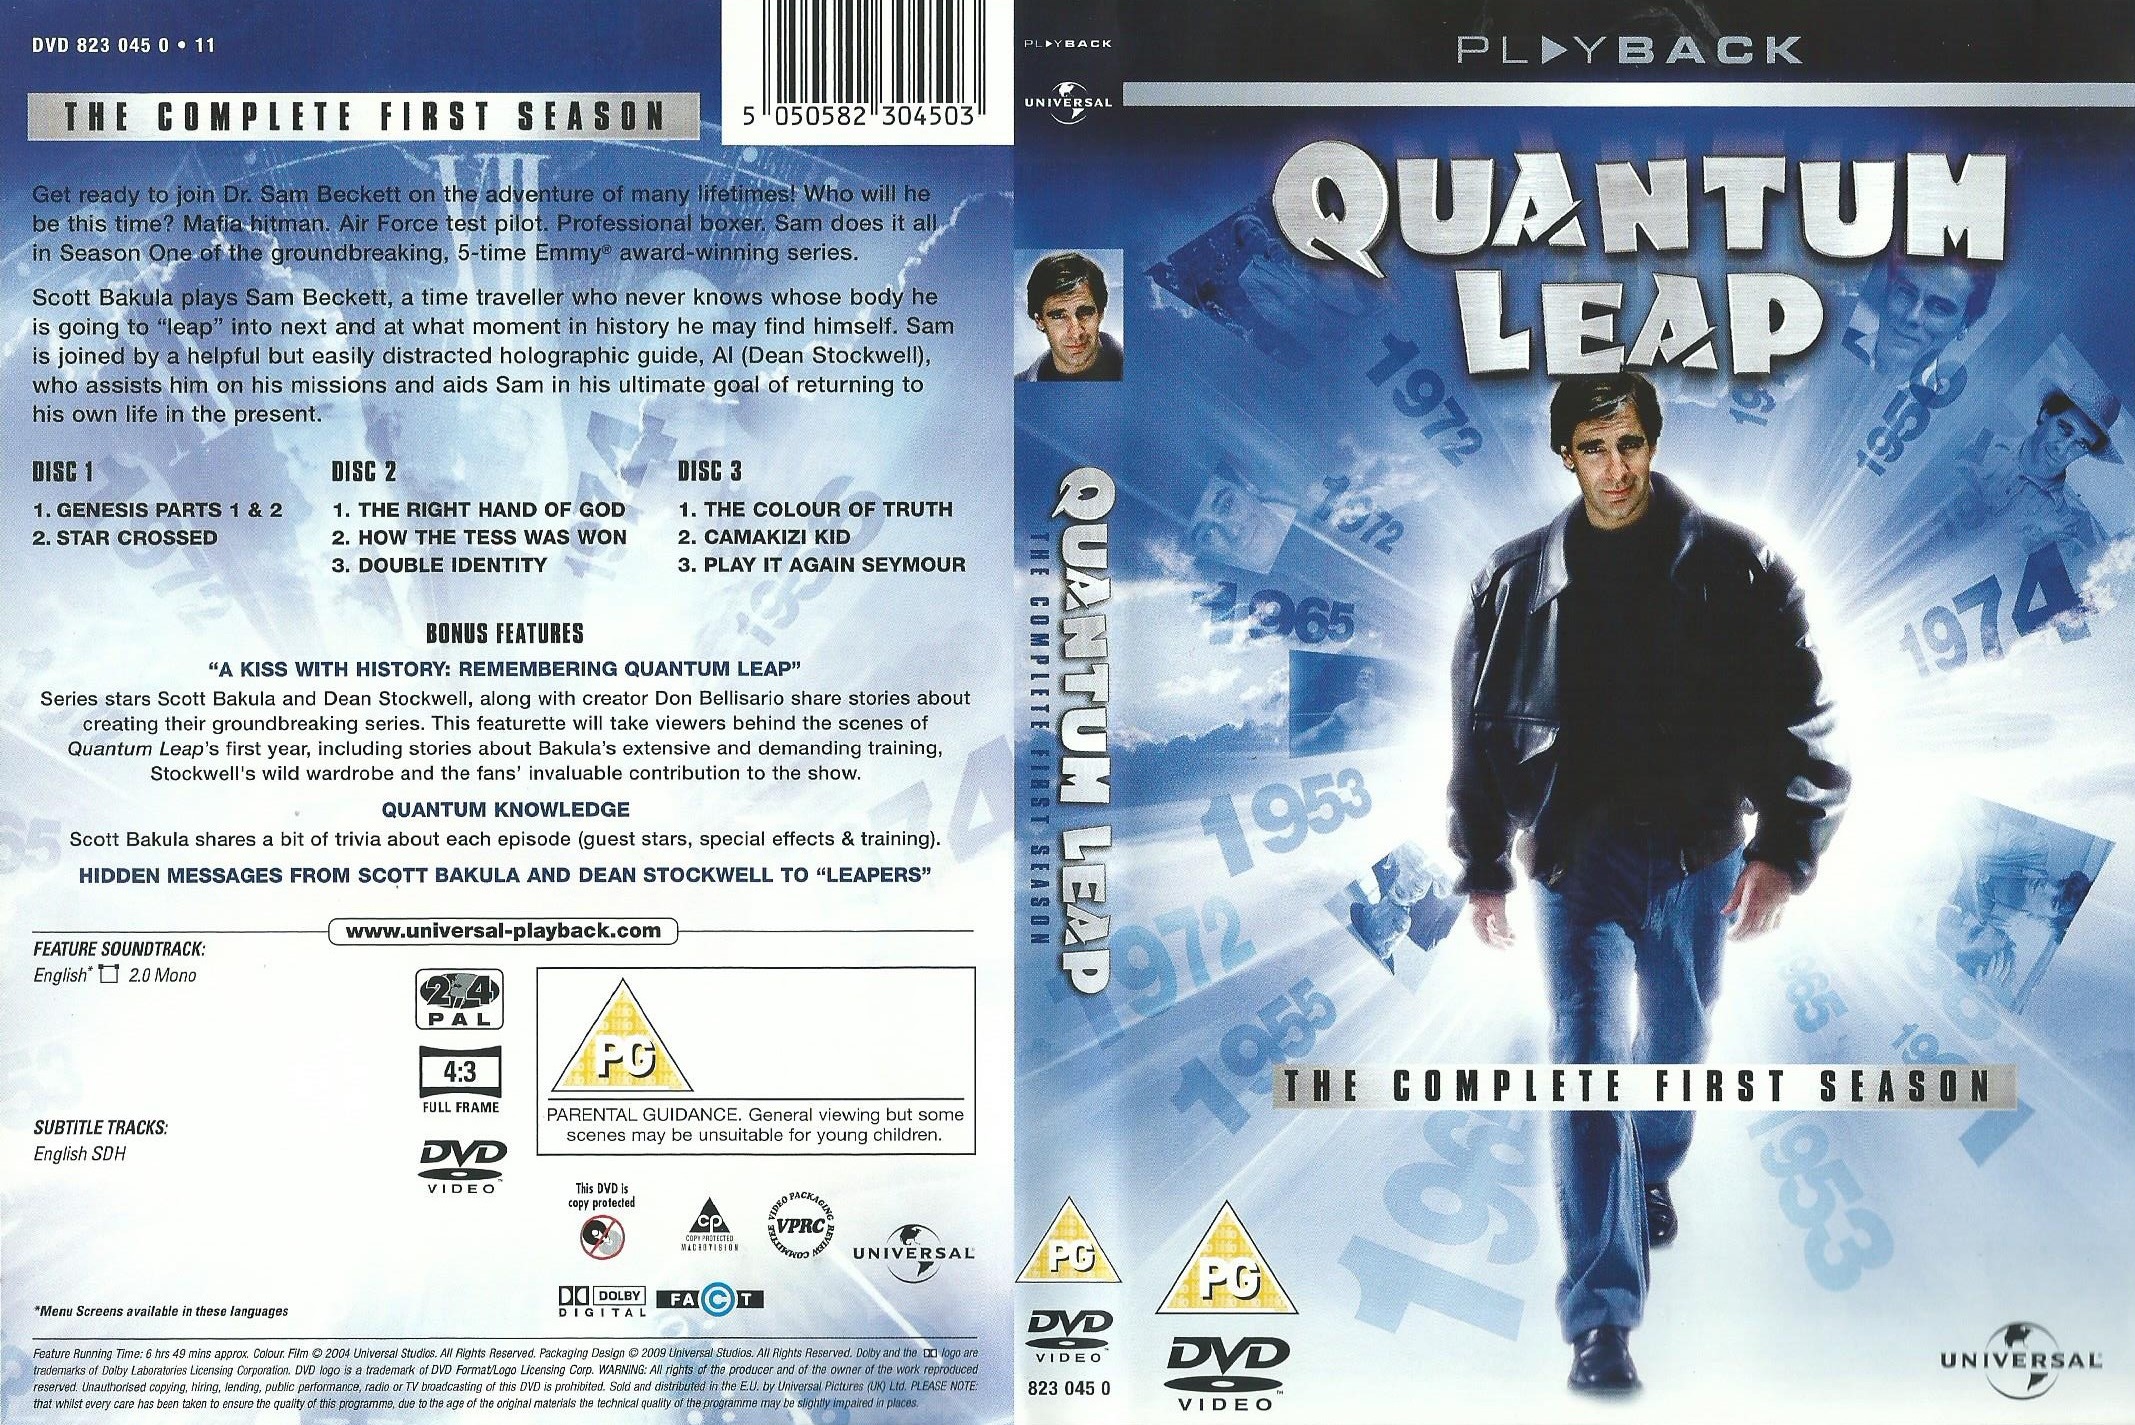 DVD 823 045 0 • 11
5 050582 304503
THE COMPLETE FIRST SEASON
Get ready to join Dr. Sam Beckett on the adventure of many lifetimes! Who will he
be this time? Mafia hitman. Air Force test pilot. Professional boxer. Sam does it all
in Season One of the groundbreaking, 5-time Emmy® award-winning series.
Scott Bakula plays Sam Beckett, a time traveller who never knows whose body he
is going to “leap” into next and at what moment in history he may find himself. Sam
is joined by a helpful but easily distracted holographic guide, Al (Dean Stockwell),
who assists him on his missions and aids Sam in his ultimate goal of returning to
his own life in the present.
DISC 1
1. GENESIS PARTS 1 & 2
2. STAR CROSSED
DISC 2
1. THE RIGHT HAND OF GOD
2. HOW THE TESS WAS WON
3. DOUBLE IDENTITY
DISC 3
1. THE COLOUR OF TRUTH
2. CAMAKIZI KID
3. PLAY IT AGAIN SEYMOUR
BONUS FEATURES
“A KISS WITH HISTORY: REMEMBERING QUANTUM LEAP”
Series stars Scott Bakula and Dean Stockwell, along with creator Don Bellisario share stories about
creating their groundbreaking series. This featurette will take viewers behind the scenes of
Quantum Leap's first year, including stories about Bakula's extensive and demanding training,
Stockwell's wild wardrobe and the fans' invaluable contribution to the show.
QUANTUM KNOWLEDGE
Scott Bakula shares a bit of trivia about each episode (guest stars, special effects & training).
HIDDEN MESSAGES FROM SCOTT BAKULA AND DEAN STOCKWELL TO “LEAPERS”
www.universal-playback.com
FEATURE SOUNDTRACK:
English* 2.0 Mono
SUBTITLE TRACKS:
English SDH
*Menu Screens available in these languages
2,4
PAL
4:3
FULL FRAME
DVD
VIDEO
PG
PARENTAL GUIDANCE. General viewing but some
scenes may be unsuitable for young children.
This DVD is
copy protected
CP
COPY PROTECTED
MACROVISION
VIDEO PACKAGING REVIEW COMMITTEE
VPRC
UNIVERSAL
DOLBY
DIGITAL
FACT
Feature Running Time: 6 hrs 49 mins approx. Colour. Film © 2004 Universal Studios. All Rights Reserved. Packaging Design © 2009 Universal Studios. All Rights Reserved. Dolby and the logo are
trademarks of Dolby Laboratories Licensing Corporation. DVD logo is a trademark of DVD Format/Logo Licensing Corp. WARNING: All rights of the producer and of the owner of the work reproduced
reserved. Unauthorised copying, hiring, lending, public performance, radio or TV broadcasting of this DVD is prohibited. Sold and distributed in the E.U. by Universal Pictures (UK) Ltd. PLEASE NOTE:
that whilst every care has been taken to ensure the quality of this programme, due to the age of the original materials the technical quality of the programme may be slightly impaired in places.
PLAYBACK
UNIVERSAL
QUANTUM LEAP
THE COMPLETE FIRST SEASON
PG
DVD
VIDEO
823 045 0
PLAYBACK
QUANTUM
LEAP
1972
1956
1972
1965
1974
1953
1972
1955
1953
THE COMPLETE FIRST SEASON
PG
DVD
VIDEO
UNIVERSAL